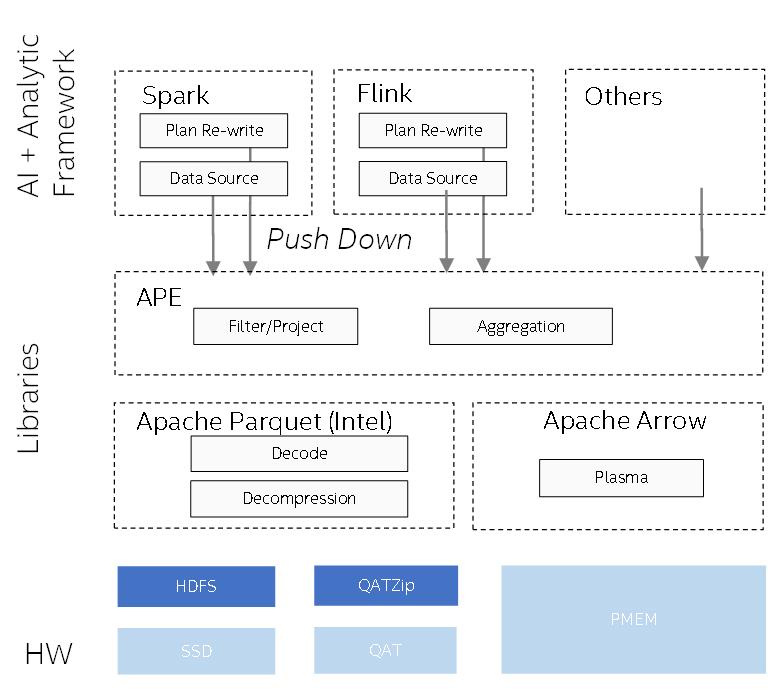 AI + Analytic
Framework
Spark
Plan Re-write
Data Source
Flink
Plan Re-write
Data Source
Others
Push Down
Libraries
APE
Filter/Project
Aggregation
Apache Parquet (Intel)
Decode
Decompression
Apache Arrow
Plasma
HDFS
QATZip
PMEM
HW
SSD
QAT